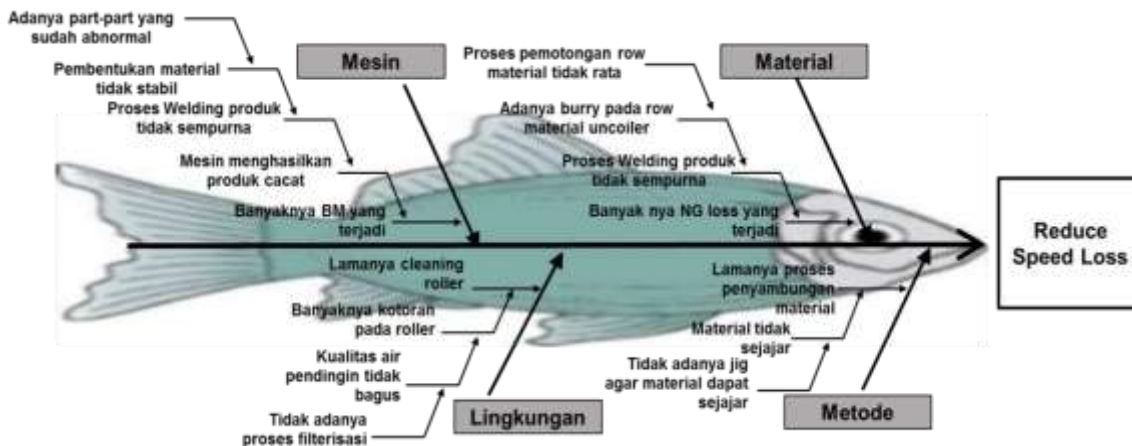 Adanya part-part yang
sudah abnormal
Mesin
Pembentukan material
tidak stabil
Proses Welding produk
tidak sempurna
Mesin menghasilkan
produk cacat
Banyaknya BM yang
terjadi
Proses pemotongan row
material tidak rata
Material
Adanya burry pada row
material uncoiler
Proses Welding produk
tidak sempurna
Banyak nya NG loss yang
terjadi
Reduce
Speed Loss
Lamanya cleaning
roller
Banyaknya kotoran
pada roller
Kualitas air
pendingin tidak
bagus
Tidak adanya
proses filterisasi
Lingkungan
Lamanya proses
penyambungan
material
Material tidak
sejajar
Tidak adanya jig
agar material dapat
sejajar
Metode